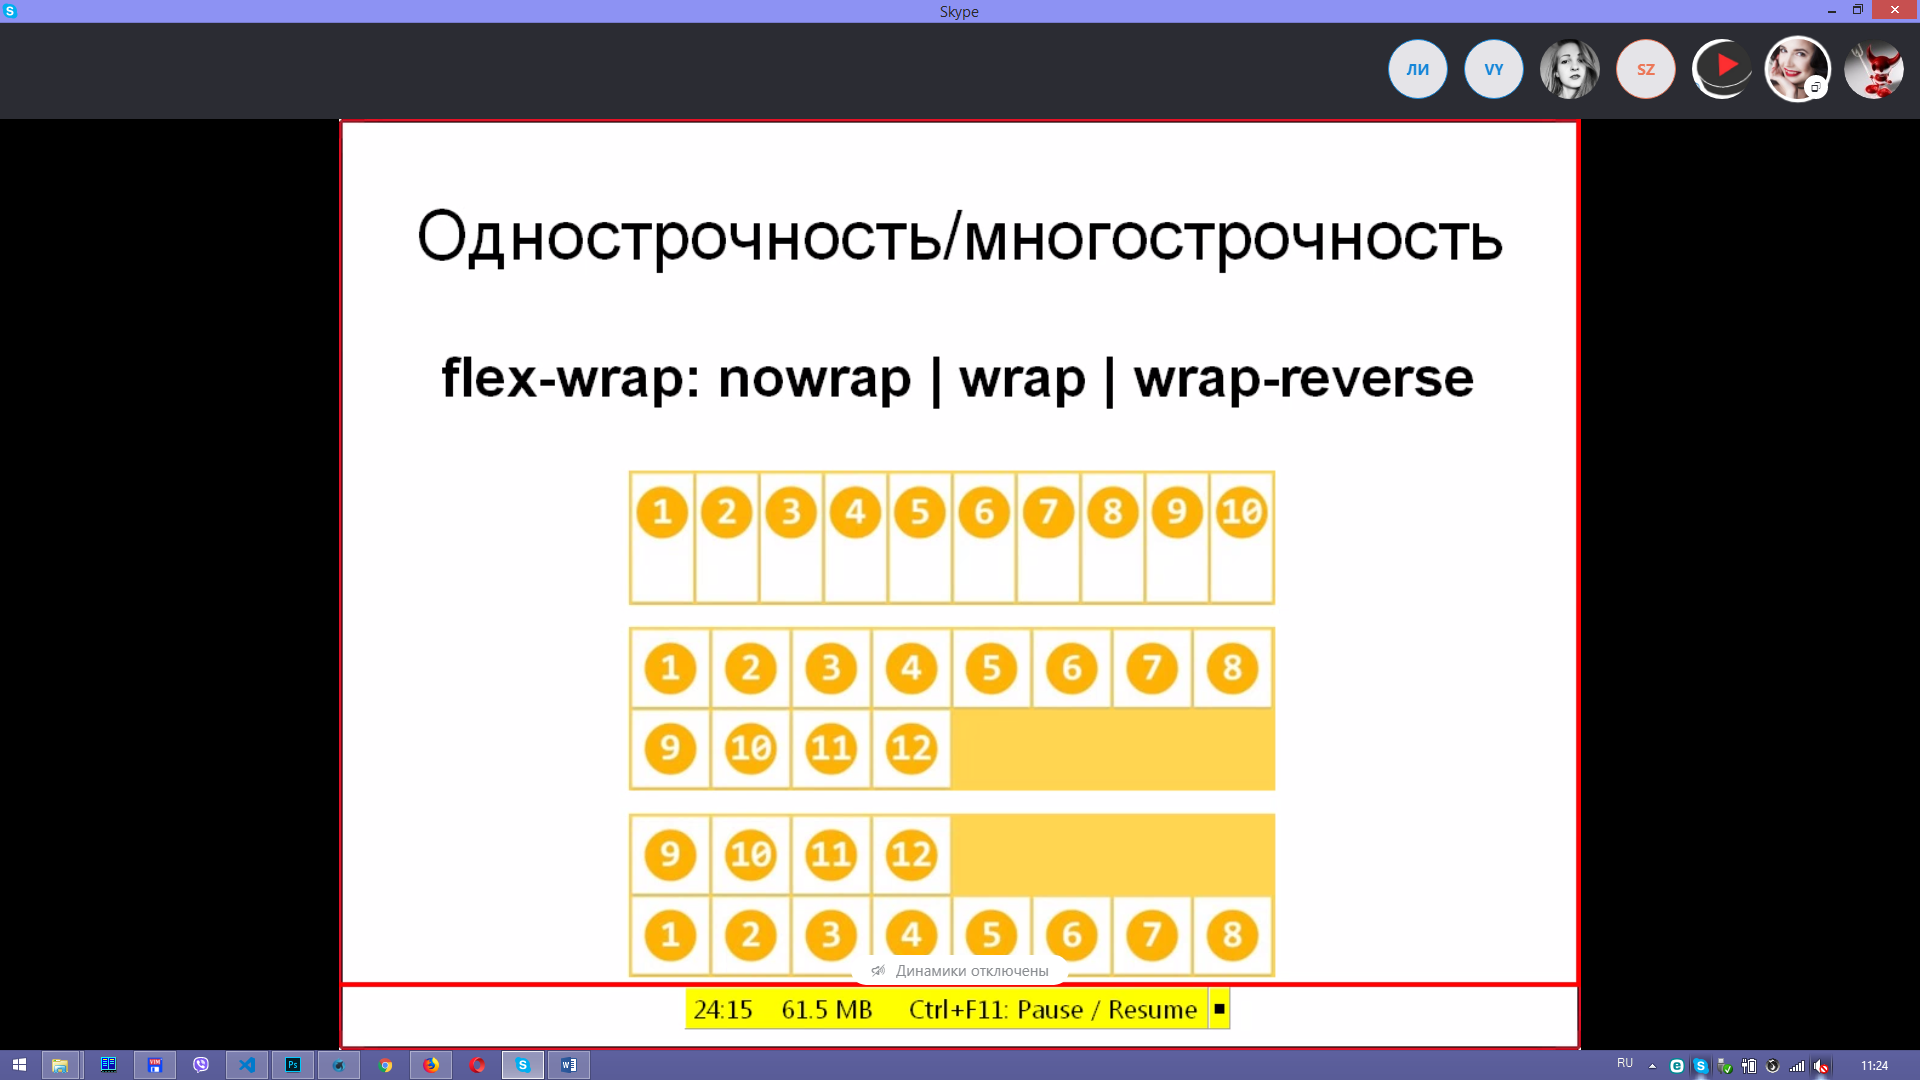 Skype
ЛИ VY SZ
Однострочность/многострочность
flex-wrap: nowrap | wrap | wrap-reverse
1 2 3 4 5 6 7 8 9 10
1 2 3 4 5 6 7 8
9 10 11 12
9 10 11 12
1 2 3 4 5 6 7 8
Динамики отключены
24:15 61.5 MB Ctrl+F11: Pause / Resume
RU 11:24